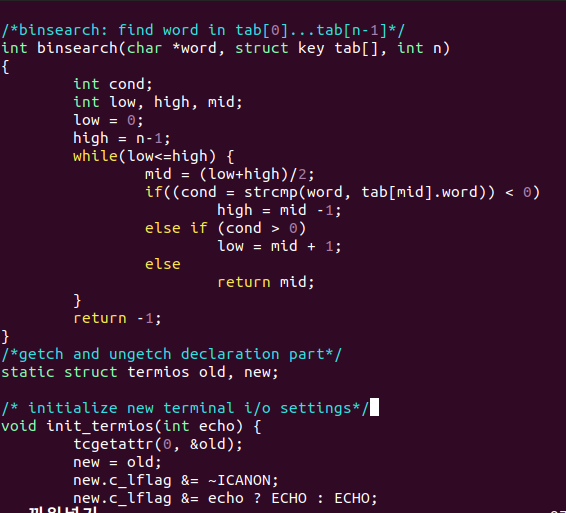 /*binsearch: find word in tab[0]...tab[n-1]*/
int binsearch(char *word, struct key tab[], int n)
{
        int cond;
        int low, high, mid;
        low = 0;
        high = n-1;
        while(low<=high) {
                mid = (low+high)/2;
                if((cond = strcmp(word, tab[mid].word)) < 0)
                        high = mid -1;
                else if (cond > 0)
                        low = mid + 1;
                else
                        return mid;
        }
        return -1;
}
/*getch and ungetch declaration part*/
static struct termios old, new;

/* initialize new terminal i/o settings*/
void init_termios(int echo) {
        tcgetattr(0, &old);
        new = old;
        new.c_lflag &= ~ICANON;
        new.c_lflag &= echo ? ECHO : ECHO;